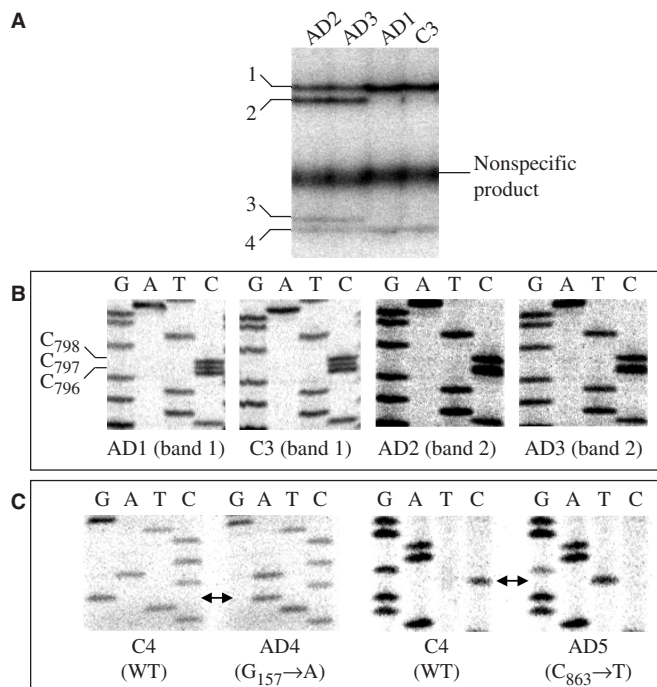 A
AD2 AD3 AD1 C3
1
2
Nonspecific
product
3
4
B
G A T C G A T C G A T C G A T C
C798
C797
C796
AD1 (band 1) C3 (band 1) AD2 (band 2) AD3 (band 2)
C
G A T C G A T C G A T C G A T C
C4 AD4 C4 AD5
(WT) (G157→A) (WT) (C863→T)